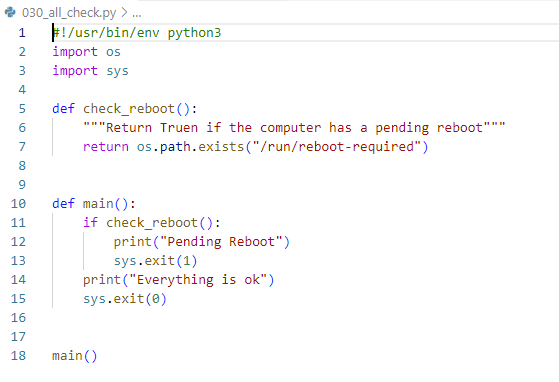 030_all_check.py > ...
1 #!/usr/bin/env python3
2 import os
3 import sys
4
5 def check_reboot():
6     """Return Truen if the computer has a pending reboot"""
7     return os.path.exists("/run/reboot-required")
8
9
10 def main():
11     if check_reboot():
12         print("Pending Reboot")
13         sys.exit(1)
14     print("Everything is ok")
15     sys.exit(0)
16
17
18 main()